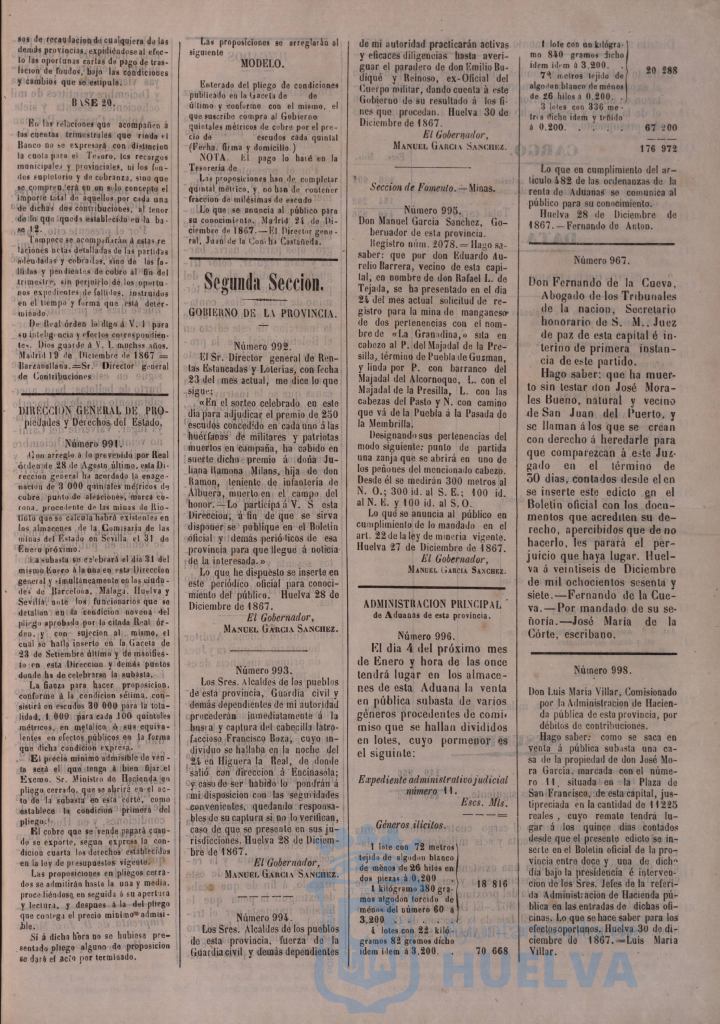 sos de recaudacion de cualquiera de las
demás provincias, expidiéndose al efec-
to las oportunas cartas de pago de tras-
lacion de fondos, bajo las condiciones
y cambios que se estipula.
BASE 20.
En las relaciones que acompañen á
las cuentas trimestrales que rinda el
Banco no se expresará con distincion
la cuota para el Tesoro, los recargos
municipales y provinciales, ni los fon-
dos supletorio y de cobranza, sino que
se comprenderá en un solo concepto el
importe total de aquellos por cada una
de dichas dos contribuciones, al tenor
de lo que queda establecido en la ba-
se 12.
Tampoco se acompañarán á estas re-
laciones notas detalladas de las partidas
adeudadas y cobradas, sino de los fa-
llidas y pendientes de cobro al fin del
trimestre, sin perjuicio de los oportu-
nos expedientes de fallidos, instruidos
en el tiempo y forma que está deter-
minado.
De Real órden lo digo á V. I para
su inteligencia y efectos correspondien-
tes. Dios guarde á V. I. muchos años.
Madrid 19 de Diciembre de 1867 =
Barzanallana.=Sr. Director general
de Contribuciones
DIRECCION GENERAL DE PRO-
piedades y Derechos del Estado.
Número 991.
Con arreglo á lo prevenido por Real
órden de 28 de Agosto último, esta Di-
reccion general ha acordado la enage-
nacion de 3 000 quintales métricos de
cobre, punto de aleaciones, marca co-
rona, procedente de las minas de Rio-
tinto que se calcula habrá existentes en
los almacenes de la Comisaría de las
minas del Estado en Sevilla el 31 de
Enero próximo.
La subasta se celebrará el dia 31 del
mismo Enero á la una en esta Direccion
general y simultáneamente en las ciuda-
des de Barcelona, Málaga, Huelva y
Sevilla, ante los funcionarios que se
detallan en la condicion novena del
pliego aprobado por la citada Real ór-
den, y con sujecion al mismo, el
cual se halla inserto en la Gaceta de
23 de Setiembre último y de manifies-
to en esta Direccion y demás puntos
donde ha de celebrarse la subasta.
La fianza para hacer proposicion,
conforme á la condicion sétima, con-
sistirá en escudos 30 000 para la tota-
lidad, 1.000 para cada 100 quintales
métricos, en metálico ó sus equiva-
lentes en efectos públicos en la forma
que dicha condicion expresa.
El precio mínimo admisible de ven-
ta será el que tenga á bien fijar el
Excmo. Sr. Ministro de Hacienda en
pliego cerrado, que se abrirá en el ac-
to de la subasta en esta córte, como
establece la condicion primera del
pliego.
El cobre que se vende pagará cuan-
do se exporte, segun expresa la con-
dicion cuarta los derechos establecidos
en la ley de presupuestos vigente.
Las proposiciones en pliegos cerra-
dos se admitirán hasta la una y media,
procediéndose en seguida á su apertura
y lectura, y despues á la del pliego
que contega el precio mínimo admisi-
ble.
Si á dicha hora no se hubiese pre-
sentado pliego alguno de proposicion
se dará el acto por terminado.
Las proposiciones se arreglarán al
siguiente
MODELO.
Enterado del pliego de condiciones
publicado en la Gaceta de de
último y conforme con el mismo, el
que suscribe compra al Gobierno
quintales métricos de cobre por el pre-
cio de escudos cada quintal
(Fecha, firma y domicilio)
NOTA. El pago lo haré en la
Tesorería de
Las proposiciones han de completar
quintal métrico, y no han de contener
fraccion de milésimas de escudo
Lo que se anuncia al público para
su conocimiento. Madrid 24 de Di-
ciembre de 1867.—El Director gene-
ral, Juan de la Concha Castañeda.
Segunda Seccion.
GOBIERNO DE LA PROVINCIA.
Número 992.
El Sr. Director general de Ren-
tas Estancadas y Loterias, con fecha
23 del mes actual, me dice lo que
sigue:
«En el sorteo celebrado en este
dia para adjudicar el premio de 250
escudos concedido en cada uno á las
huérfanas de militares y patriotas
muertos en campaña, ha cabido en
suerte dicho premio á doña Ju-
liana Ramona Milans, hija de don
Ramon, teniente de infantería de
Albuera, muerto en el campo del
honor.—Lo participo á V. S esta
Direccion, á fin de que se sirva
disponer se publique en el Boletin
oficial y demás periódicos de esa
provincia para que llegue á noticia
de la interesada.»
Lo que he dispuesto se inserte en
este periódico oficial para conoci-
miento del público. Huelva 28 de
Diciembre de 1867.
El Gobernador,
MANUEL GARCIA SANCHEZ.
Número 993.
Los Sres. Alcaldes de los pueblos
de esta provincia, Guardia civil y
demás dependientes de mi autoridad
procederán inmediatamente á la
busca y captura del cabecilla latro-
faccioso Francisco Roza, cuyo in-
dividuo se hallaba en la noche del
24 en Higuera la Real, de donde
salió con direccion á Encinasola;
y caso de ser habido lo pondrán á
mi disposicion con las seguridades
convenientes, quedando responsa-
bles de su captura si no lo verifican,
caso de que se presente en sus ju-
risdicciones. Huelva 28 de Diciem-
bre de 1867.
El Gobernador,
MANUEL GARCIA SANCHEZ.
Número 994.
Los Sres. Alcaldes de los pueblos
de esta provincia, fuerza de la
Guardia civil y demás dependientes
de mi autoridad practicarán activas
y eficaces diligencias hasta averi-
guar el paradero de don Emilio Bu-
diqué y Reinoso, ex-Oficial del
Cuerpo militar, dando cuenta á este
Gobierno de su resultado á los fi-
nes que procedan. Huelva 30 de
Diciembre de 1867.
El Gobernador,
MANUEL GARCIA SANCHEZ.
Seccion de Fomento.—Minas.
Número 995.
Don Manuel Garcia Sanchez, Go-
bernador de esta provincia.
Registro núm. 2078.—Hago sa-
saber: que por don Eduardo Au-
relio Barrera, vecino de esta capi-
tal, en nombre de don Rafael L. de
Tejada, se ha presentado en el dia
24 del mes actual solicitud de re-
gistro para la mina de manganeso
de dos pertenencias con el nom-
bre de «La Granadina,» sita en
cabezo al P. del Majadal de la Pre-
silla, término de Puebla de Guzman,
y linda por P. con barranco del
Majadal del Alcornoque, L. con el
Majadal de la Presilla, L. con las
cabezas del Pasto y N. con camino
que vá de la Puebla á la Pasada de
la Membrilla.
Designando sus pertenencias del
modo siguiente: punto de partida
una zanja que se abrirá en uno de
los peñones del mencionado cabezo.
Desde él se medirán 300 metros al
N. O.; 300 id. al S. E.; 100 id.
al N. E. y 100 id. al S. O.
Lo que se anuncia al público en
cumplimiento de lo mandado en el
art. 22 de la ley de mineria vigente.
Huelva 27 de Diciembre de 1867.
El Gobernador,
MANUEL GARCIA SANCHEZ.
ADMINISTRACION PRINCIPAL
de Aduanas de esta provincia.
Número 996.
El dia 4 del próximo mes
de Enero y hora de las once
tendrá lugar en los almace-
nes de esta Aduana la venta
en pública subasta de varios
géneros procedentes de comi-
miso que se hallan divididos
en lotes, cuyo pormenor es
el siguiente:
Expediente administrativo judicial
número 11.
Escs. Mls.
Géneros ilícitos.
1 lote con 72 metros
tejido de algodon blanco
de ménos de 26 hilos en
dos piezas á 0,200 .
1 kilógramo 380 gra-
mos algodon torcido de
ménos del número 60 á
3,200 . . . . 18 816
4 lotes con 22 kiló-
gramos 82 gramos dicho
idem idem á 3,200. . 70 668
1 lote con un kilógra-
mo 840 gramos dicho
idem idem á 3,200. .
72 metros tejido de
algodon blanco de ménos
de 26 hilos á 0,200. . 20 288
3 lotes con 336 me-
tros dicho idem y teñido
á 0,200. . . . 67 200
176 972
Lo que en cumplimiento del ar-
tículo 482 de las ordenanzas de la
renta de Aduanas se comunica al
público para su conocimiento.
Huelva 28 de Diciembre de
1867.—Fernando de Anton.
Número 967.
Don Fernando de la Cueva,
Abogado de los Tribunales
de la nacion, Secretario
honorario de S. M., Juez
de paz de esta capital é in-
terino de primera instan-
cia de este partido.
Hago saber: que ha muer-
to sin testar don José Mora-
les Bueno, natural y vecino
de San Juan del Puerto, y
se llaman á los que se crean
con derecho á heredarle para
que comparezcan á este Juz-
gado en el término de
30 dias, contados desde el en
se inserte este edicto en el
Boletin oficial con los docu-
mentos que acrediten su de-
recho, apercibidos que de no
hacerlo, les parará el per-
juicio que haya lugar. Huel-
va á veintiseis de Diciembre
de mil ochocientos sesenta y
siete.—Fernando de la Cue-
va.—Por mandado de su se-
ñoría.—José María de la
Córte, escribano.
Número 998.
Don Luis Maria Villar, Comisionado
por la Administracion de Hacien-
da pública de esta provincia, por
débitos de contribuciones.
Hago saber: como se saca en
venta á pública subasta una ca-
sa de la propiedad de don José Mo-
ra Garcia, marcada con el núme-
ro 11, situada en la Plaza de
San Francisco, de esta capital, jus-
tipreciada en la cantidad de 11225
reales, cuyo remate tendrá lu-
gar á los quince dias contados
desde que el presente edicto se in-
serte en el Boletin oficial de la pro-
vincia entre doce y una de dicho
dia bajo la presidencia é interven-
cion de los Sres. Jefes de la referi-
da Administracion de Hacienda pú-
blica en las entradas de dichas ofi-
cinas. Lo que se hace saber para los
efectos oportunos. Huelva 30 de di-
ciembre de 1867.—Luis Maria
Villar.
HUELVA